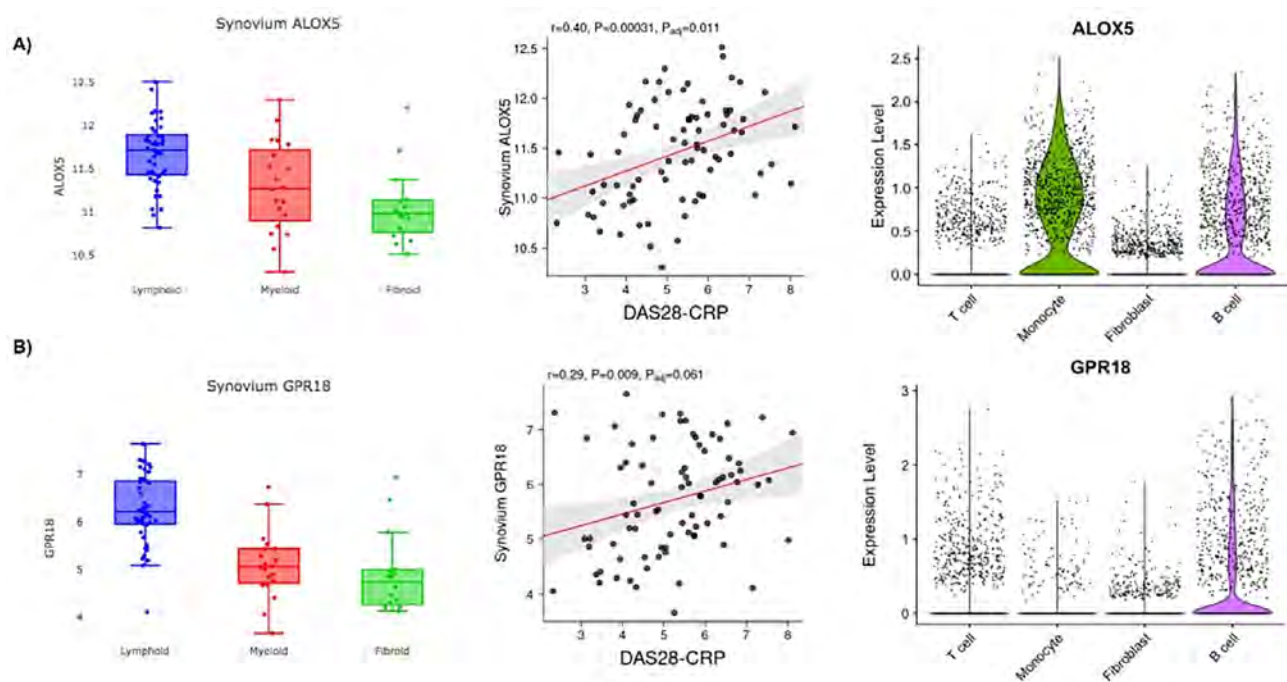 A)
Synovium ALOX5
ALOX5
12.5
12
11.5
11
10.5
Lymphoid
Myeloid
Fibroid
r=0.40, P=0.00031, Padj=0.011
Synovium ALOX5
12.5
12.0
11.5
11.0
10.5
3 4 5 6 7 8
DAS28-CRP
ALOX5
Expression Level
2.5
2.0
1.5
1.0
0.5
0.0
T cell
Monocyte
Fibroblast
B cell
B)
Synovium GPR18
GPR18
7
6
5
4
Lymphoid
Myeloid
Fibroid
r=0.29, P=0.009, Padj=0.061
Synovium GPR18
7
6
5
4
3 4 5 6 7 8
DAS28-CRP
GPR18
Expression Level
3
2
1
0
T cell
Monocyte
Fibroblast
B cell